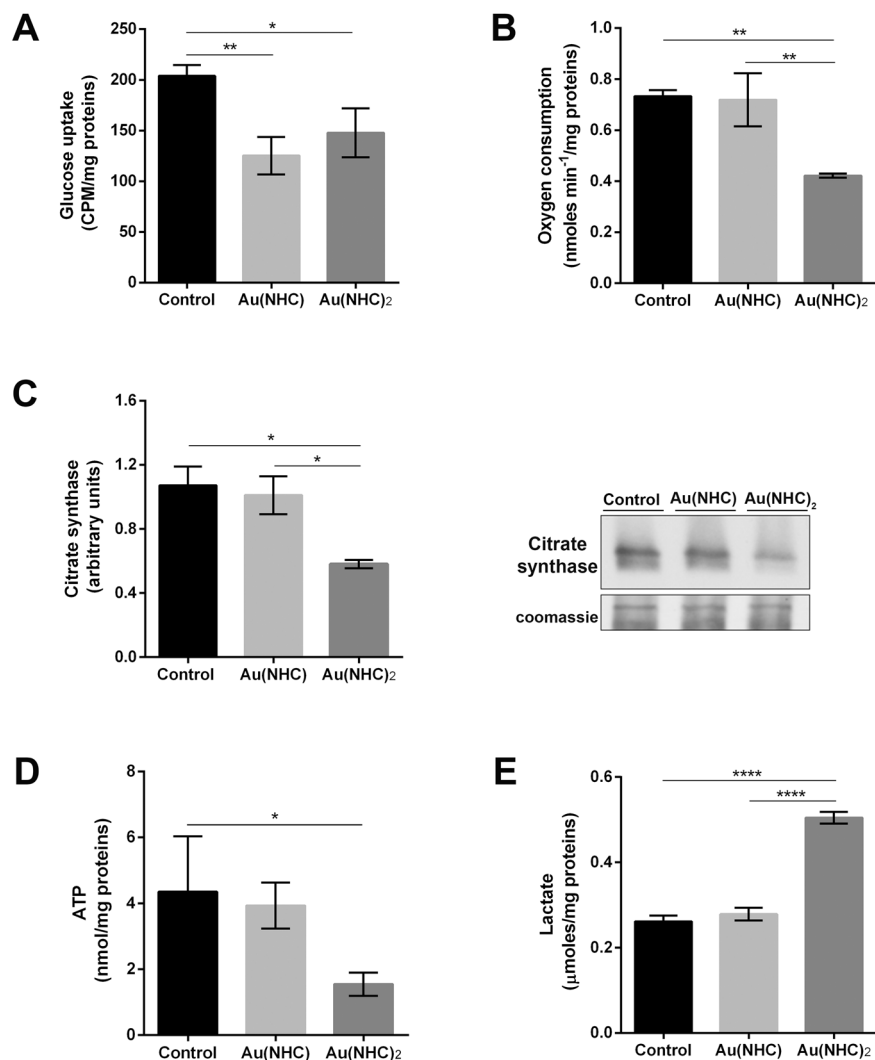 A
Glucose uptake
(CPM/mg proteins)
250
200
150
100
50
0
*
**
Control
Au(NHC)
Au(NHC)2
B
Oxygen consumption
(nmoles min-1/mg proteins)
1.0
0.8
0.6
0.4
0.2
0.0
**
**
Control
Au(NHC)
Au(NHC)2
C
Citrate synthase
(arbitrary units)
1.6
1.2
0.8
0.4
0.0
*
*
Control
Au(NHC)
Au(NHC)2
Control Au(NHC) Au(NHC)2
Citrate
synthase
coomassie
D
ATP
(nmol/mg proteins)
8
6
4
2
0
*
Control
Au(NHC)
Au(NHC)2
E
Lactate
(μmoles/mg proteins)
0.6
0.4
0.2
0.0
****
****
Control
Au(NHC)
Au(NHC)2